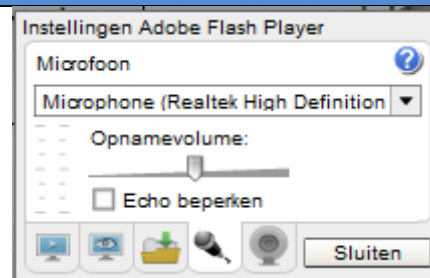 Instellingen Adobe Flash Player
Microfoon
?
Microphone (Realtek High Definition
Opnamevolume:
Echo beperken
Sluiten